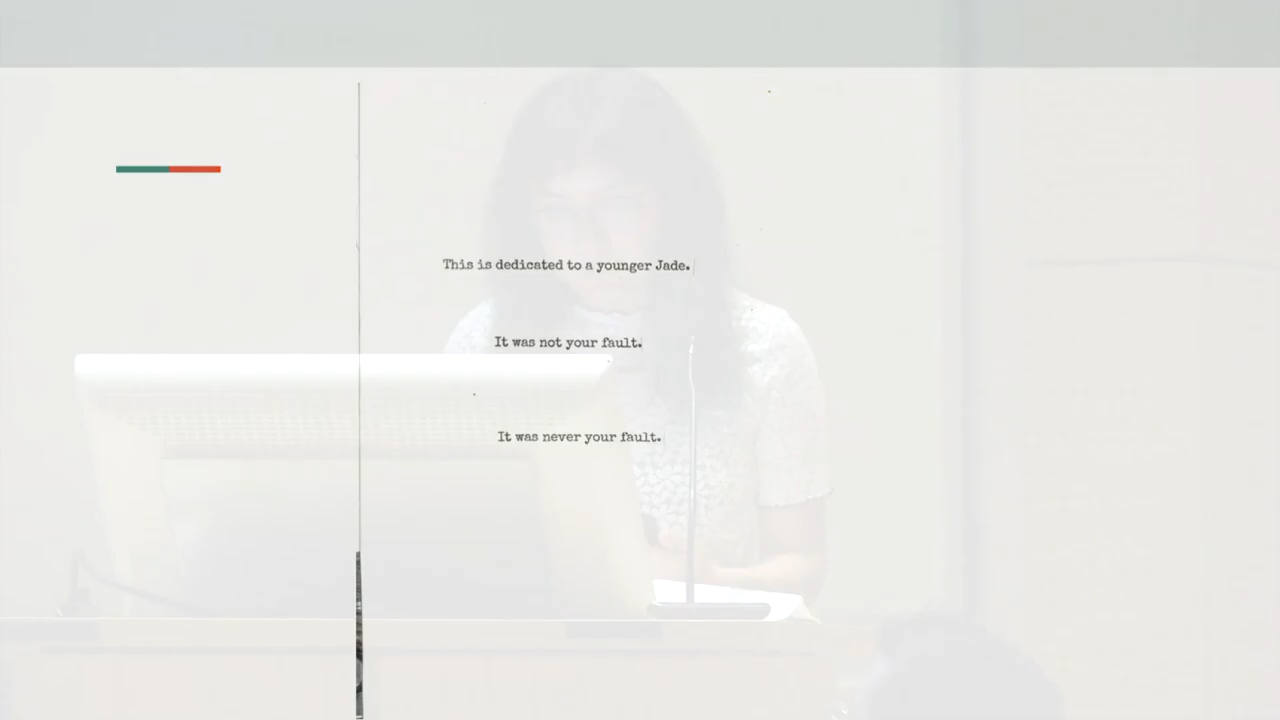 This is dedicated to a younger Jade.
It was not your fault.
It was never your fault.